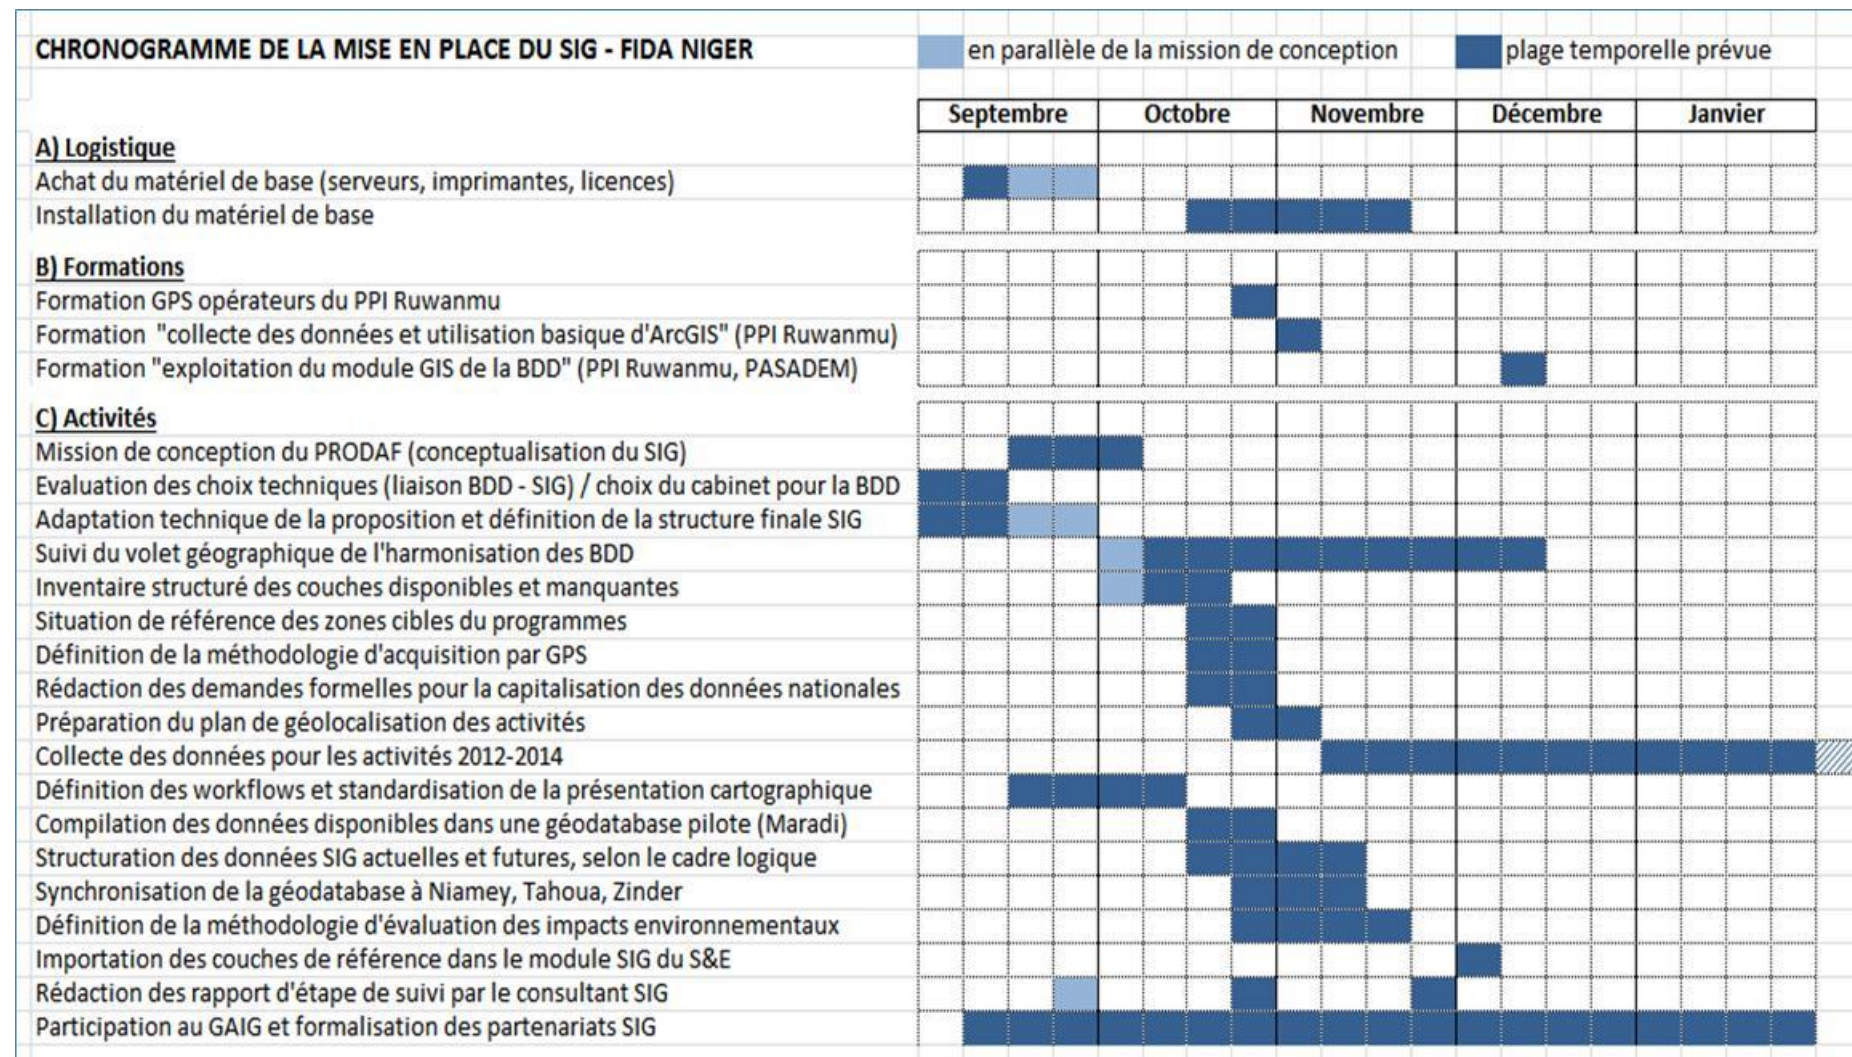 CHRONOGRAMME DE LA MISE EN PLACE DU SIG - FIDA NIGER
en parallèle de la mission de conception
plage temporelle prévue
Septembre Octobre Novembre Décembre Janvier
A) Logistique
Achat du matériel de base (serveurs, imprimantes, licences)
Installation du matériel de base
B) Formations
Formation GPS opérateurs du PPI Ruwanmu
Formation "collecte des données et utilisation basique d'ArcGIS" (PPI Ruwanmu)
Formation "exploitation du module GIS de la BDD" (PPI Ruwanmu, PASADEM)
C) Activités
Mission de conception du PRODAF (conceptualisation du SIG)
Evaluation des choix techniques (liaison BDD - SIG) / choix du cabinet pour la BDD
Adaptation technique de la proposition et définition de la structure finale SIG
Suivi du volet géographique de l'harmonisation des BDD
Inventaire structuré des couches disponibles et manquantes
Situation de référence des zones cibles du programmes
Définition de la méthodologie d'acquisition par GPS
Rédaction des demandes formelles pour la capitalisation des données nationales
Préparation du plan de géolocalisation des activités
Collecte des données pour les activités 2012-2014
Définition des workflows et standardisation de la présentation cartographique
Compilation des données disponibles dans une géodatabase pilote (Maradi)
Structuration des données SIG actuelles et futures, selon le cadre logique
Synchronisation de la géodatabase à Niamey, Tahoua, Zinder
Définition de la méthodologie d'évaluation des impacts environnementaux
Importation des couches de référence dans le module SIG du S&E
Rédaction des rapport d'étape de suivi par le consultant SIG
Participation au GAIG et formalisation des partenariats SIG